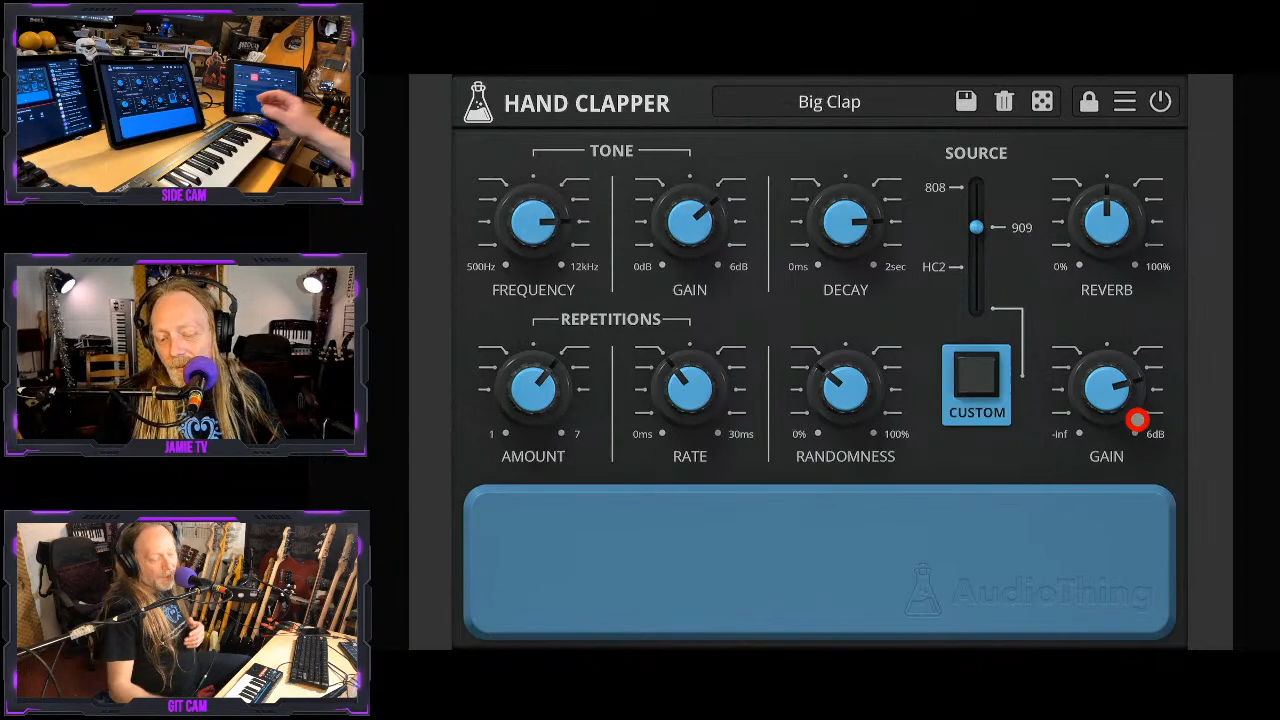 SIDE CAM
JAMIE TV
GIT CAM
HAND CLAPPER
Big Clap
TONE
SOURCE
500Hz 12kHz
FREQUENCY
0dB 6dB
GAIN
0ms 2sec
DECAY
808
909
HC2
0% 100%
REVERB
REPETITIONS
1 7
AMOUNT
0ms 30ms
RATE
0% 100%
RANDOMNESS
CUSTOM
-inf 6dB
GAIN
AudioThing